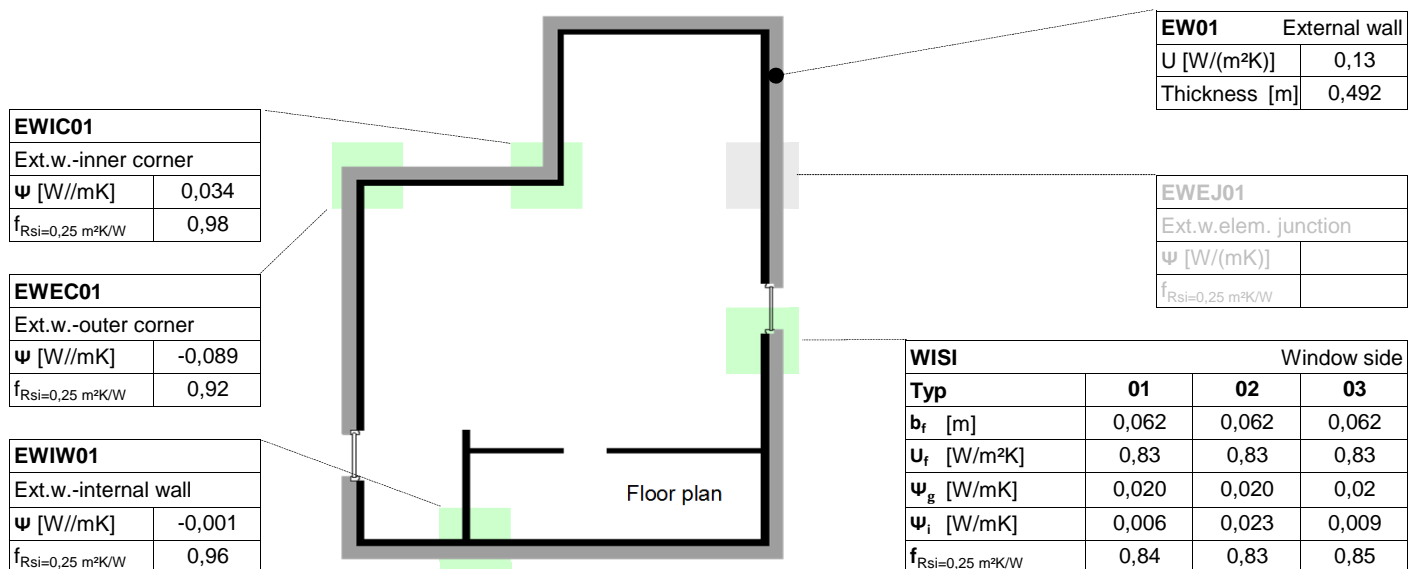 EW01 External wall
U [W/(m²K)] 0,13
Thickness [m] 0,492
EWIC01
Ext.w.-inner corner
Ψ [W//mK] 0,034
fRsi=0,25 m²K/W 0,98
EWEJ01
Ext.w.elem. junction
Ψ [W/(mK)]
fRsi=0,25 m²K/W
EWEC01
Ext.w.-outer corner
Ψ [W//mK] -0,089
fRsi=0,25 m²K/W 0,92
WISI Window side
Typ 01 02 03
bf [m] 0,062 0,062 0,062
Uf [W/m²K] 0,83 0,83 0,83
Ψg [W/mK] 0,020 0,020 0,02
Ψi [W/mK] 0,006 0,023 0,009
fRsi=0,25 m²K/W 0,84 0,83 0,85
EWIW01
Ext.w.-internal wall
Ψ [W//mK] -0,001
fRsi=0,25 m²K/W 0,96
Floor plan